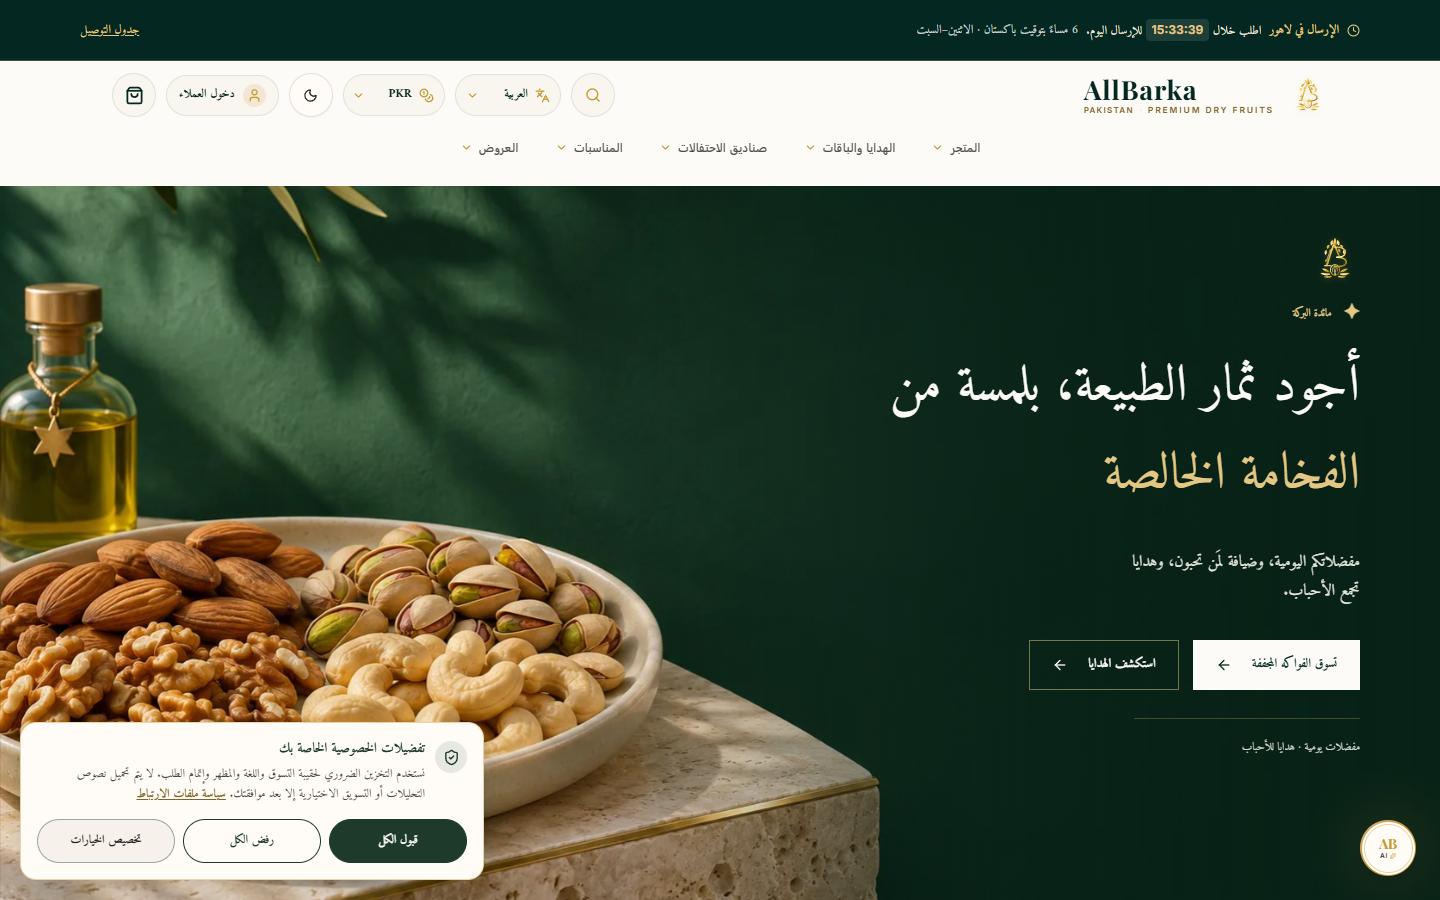 الإرسال في لاهور اطلب خلال 15:33:39 للإرسال اليوم. 6 مساءً بتوقيت باكستان · الاثنين–السبت
جدول التوصيل
AllBarka
PAKISTAN PREMIUM DRY FRUITS
العربية
PKR
دخول العملاء
المتجر
الهدايا والباقات
صناديق الاحتفالات
المناسبات
العروض
مائدة البركة
أجود ثمار الطبيعة، بلمسة من
الفخامة الخالصة
مفضلاتكم اليومية، وضيافة لمَن تحبون، وهدايا
تجمع الأحباب.
تسوق الفواكه المجففة
استكشف الهدايا
مفضلات يومية · هدايا للأحباب
تفضيلات الخصوصية الخاصة بك
نستخدم التخزين الضروري لحقيبة التسوق واللغة والمظهر وإتمام الطلب. لا يتم تحميل نصوص
التحليلات أو التسويق الاختيارية إلا بعد موافقتك. سياسة ملفات الارتباط
قبول الكل
رفض الكل
تخصيص الخيارات
AB
AI